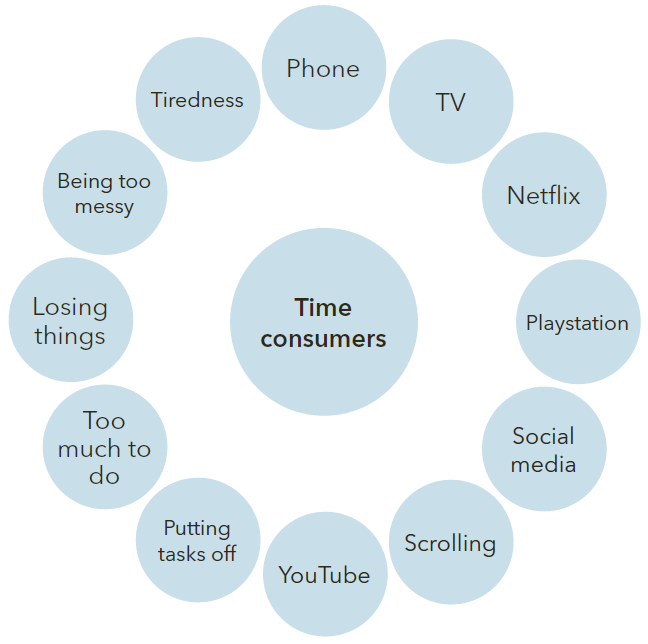 Phone
TV
Netflix
Playstation
Social
media
Scrolling
YouTube
Putting
tasks off
Too
much to
do
Losing
things
Being too
messy
Tiredness
Time
consumers